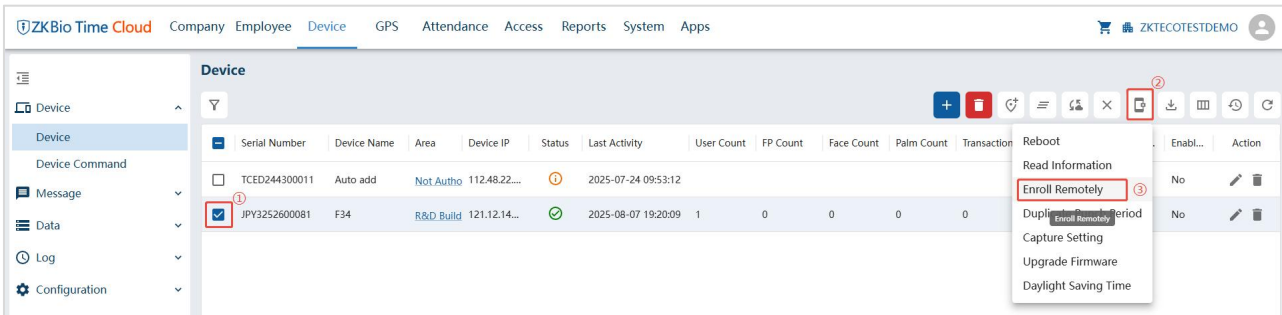 ZKBio Time Cloud Company Employee Device GPS Attendance Access Reports System Apps ZKTECOTESTDEMO
Device
②
Device
Device
Device Command
Message
Data
Log
Configuration
Serial Number Device Name Area Device IP Status Last Activity User Count FP Count Face Count Palm Count Transaction . Enabl... Action
TCED244300011 Auto add Not Autho 112.48.22.... 2025-07-24 09:53:12 No
①
JPY3252600081 F34 R&D Build 121.12.14... 2025-08-07 19:20:09 1 0 0 0 0 No
Reboot
Read Information
Enroll Remotely ③
Period
Enroll Remotely
Capture Setting
Upgrade Firmware
Daylight Saving Time